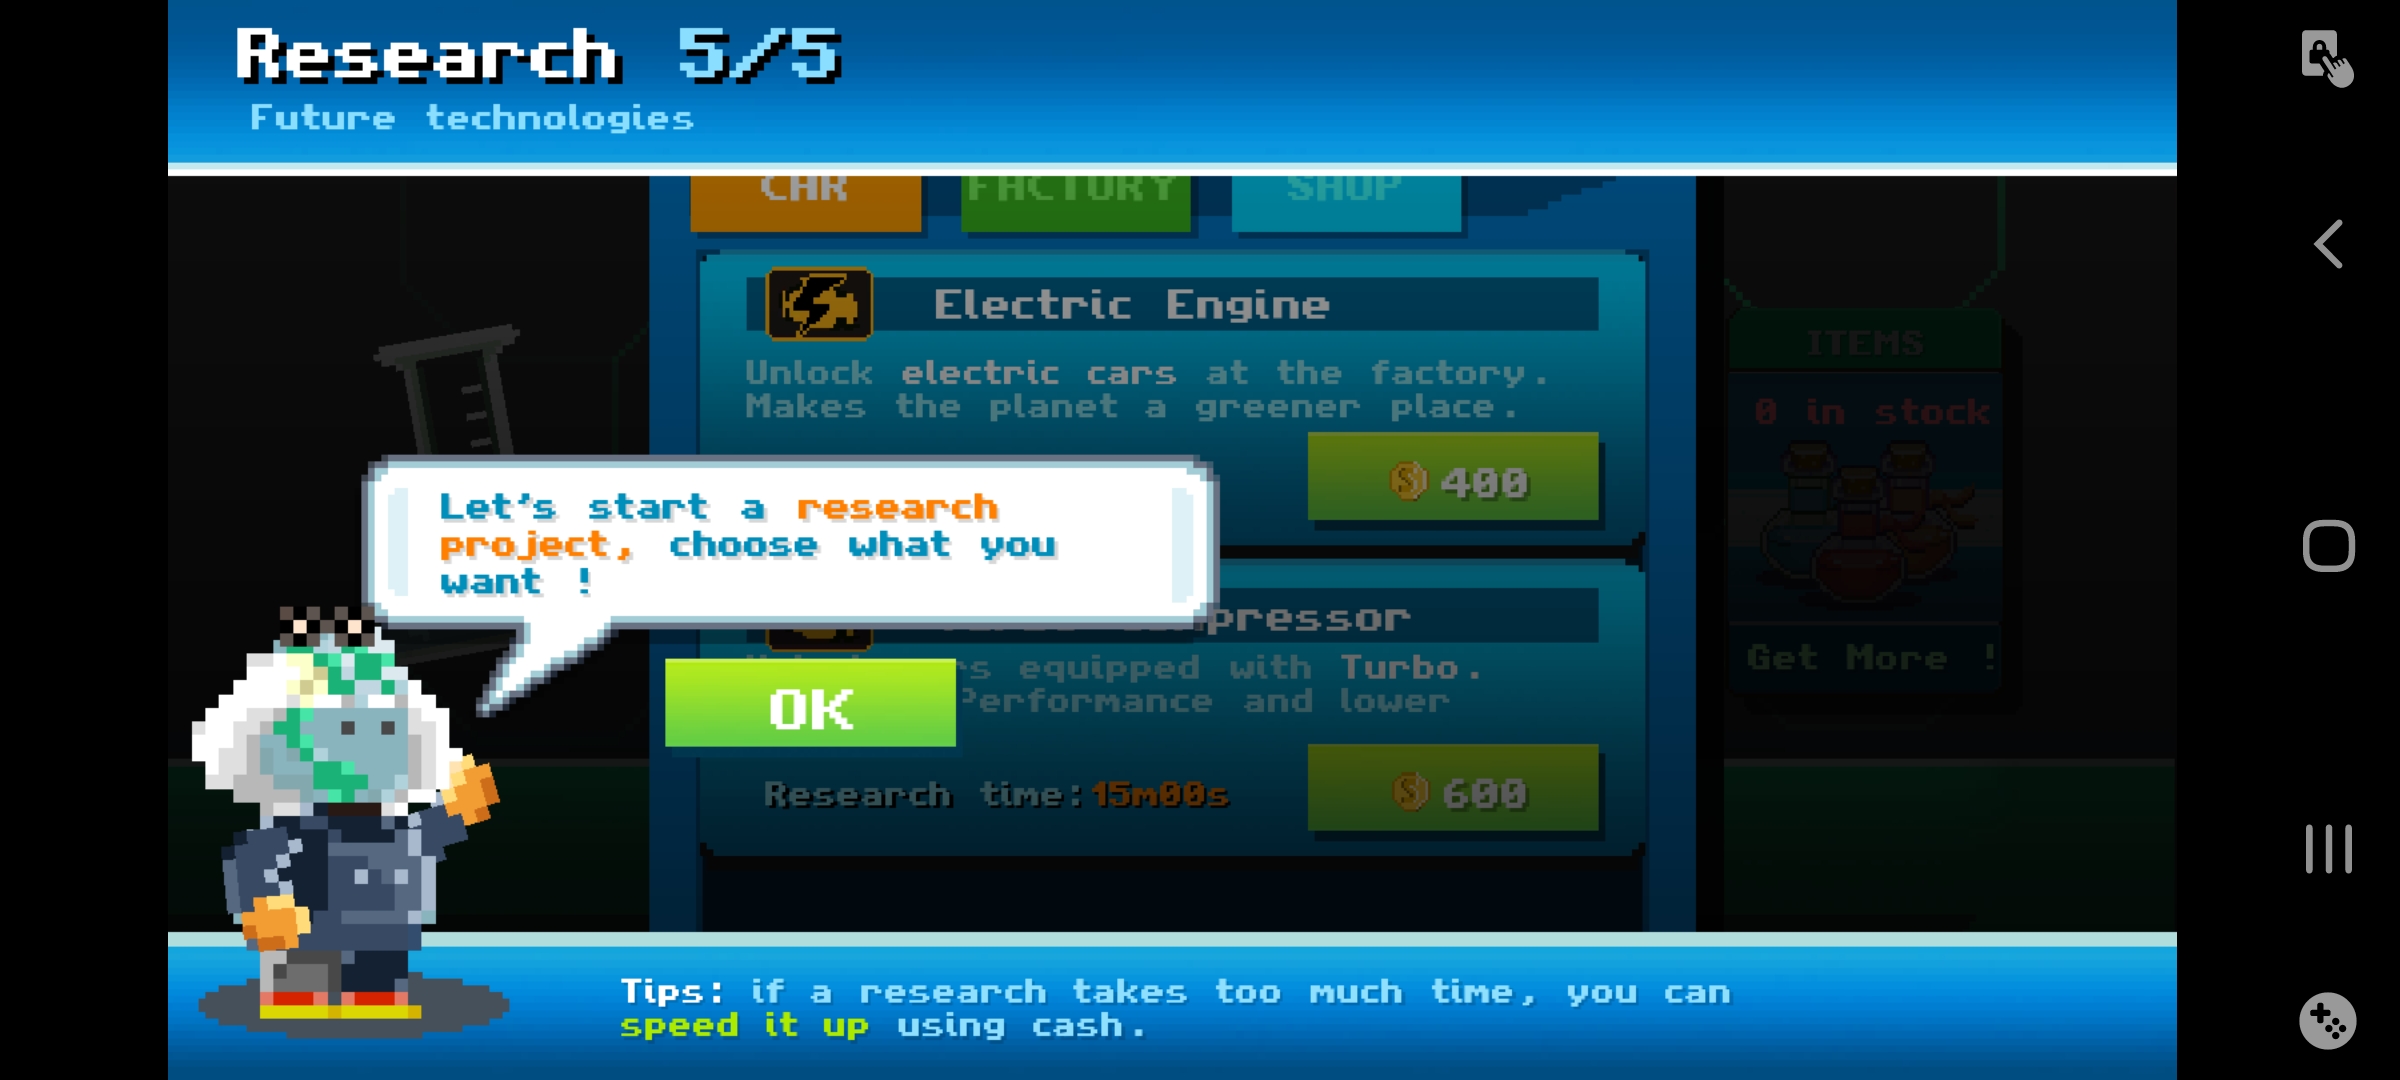 Research 5/5
Future technologies
CAR FACTORY SHOP
Electric Engine
Unlock electric cars at the factory.
Makes the planet a greener place.
400
ITEMS
0 in stock
Get More !
Let's start a research
project, choose what you
want !
equipped with Turbo.
Performance and lower
OK
Research time:15m00s
600
Tips: if a research takes too much time, you can
speed it up using cash.